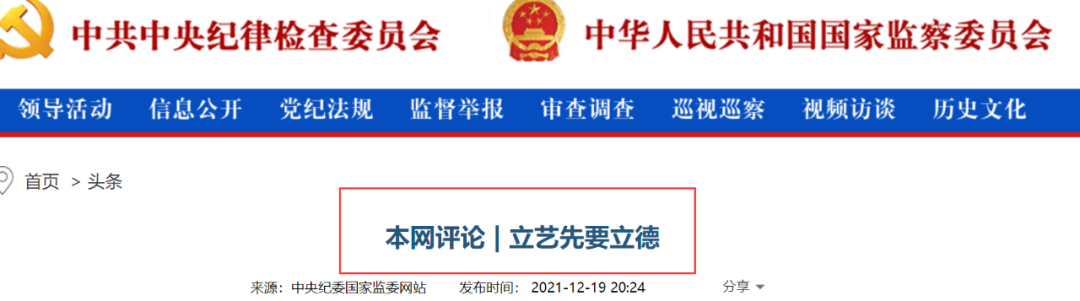 中共中央纪律检查委员会 中华人民共和国国家监察委员会
领导活动 信息公开 党纪法规 监督举报 审查调查 巡视巡察 视频访谈 历史文化
首页 > 头条
本网评论 | 立艺先要立德
来源：中央纪委国家监委网站 发布时间：2021-12-19 20:24 分享